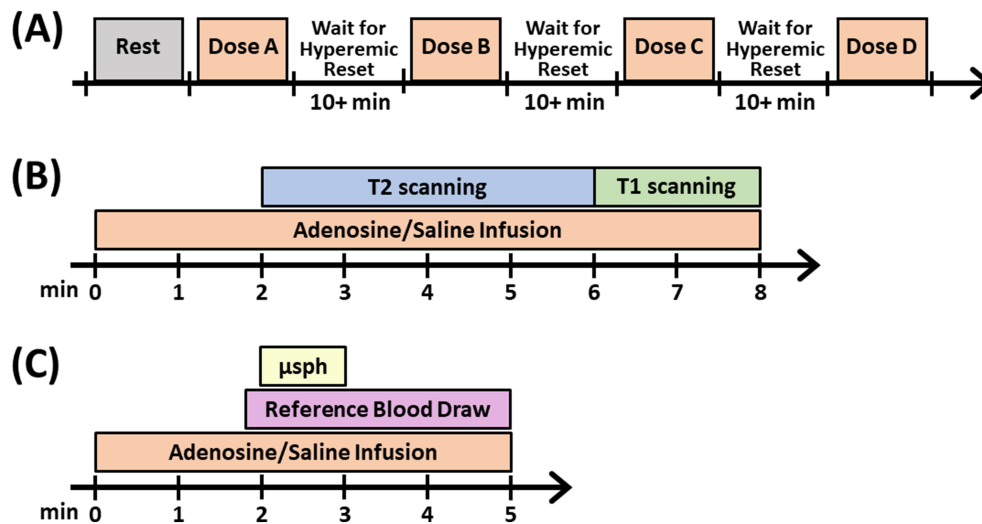 (A)
Rest
Dose A
Wait for
Hyperemic
Reset
10+ min
Dose B
Wait for
Hyperemic
Reset
10+ min
Dose C
Wait for
Hyperemic
Reset
10+ min
Dose D
(B)
T2 scanning
T1 scanning
Adenosine/Saline Infusion
min 0 1 2 3 4 5 6 7 8
(C)
μsph
Reference Blood Draw
Adenosine/Saline Infusion
min 0 1 2 3 4 5